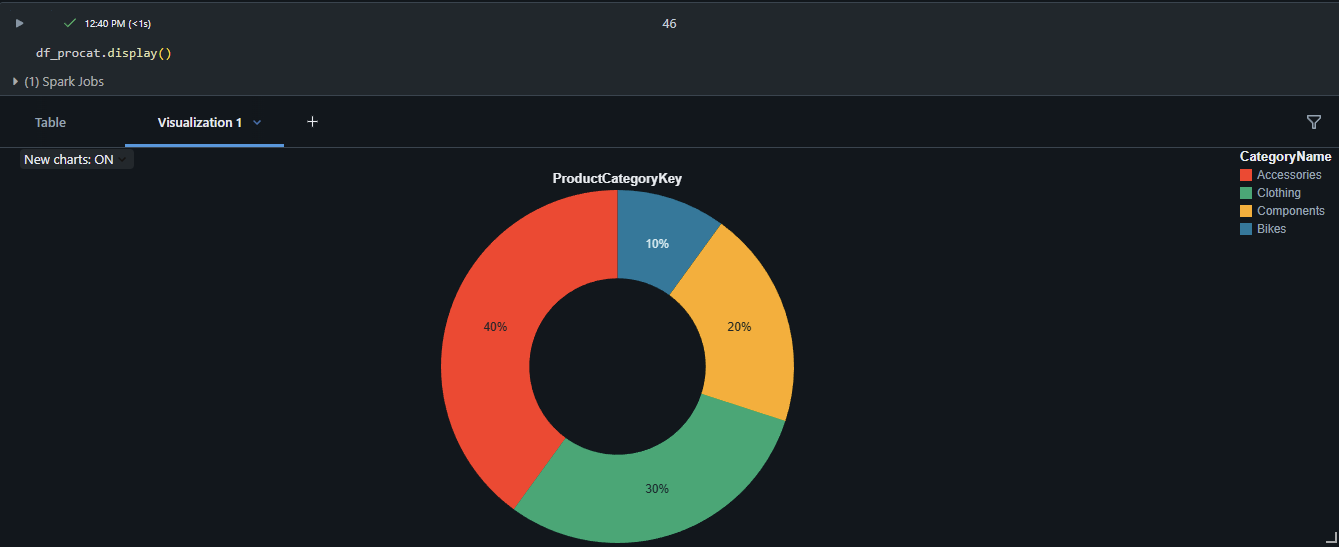 12:40 PM (<1s)
46
df_procat.display()
(1) Spark Jobs
Table
Visualization 1
+
New charts: ON
ProductCategoryKey
10%
20%
30%
40%
CategoryName
Accessories
Clothing
Components
Bikes